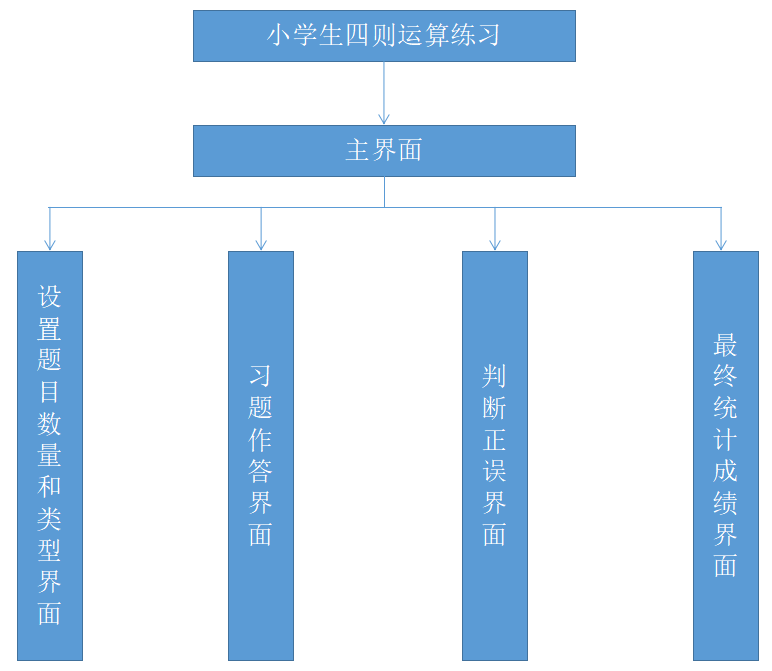 小学生四则运算练习
主界面
设置题目数量和类型界面
习题作答界面
判断正误界面
最终统计成绩界面